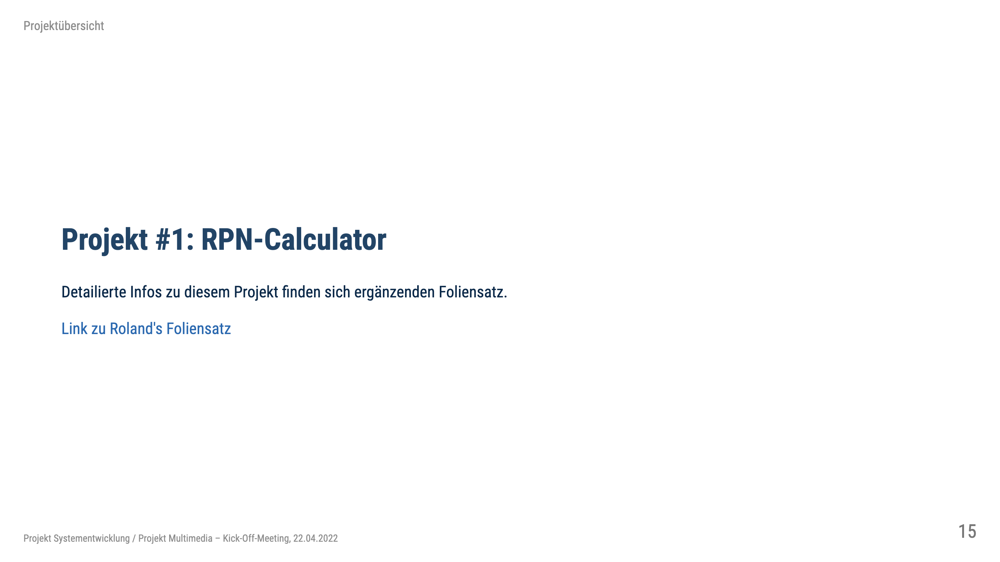 Projektübersicht
Projekt #1: RPN-Calculator
Detailierte Infos zu diesem Projekt finden sich ergänzenden Foliensatz.
Link zu Roland's Foliensatz
Projekt Systementwicklung / Projekt Multimedia – Kick-Off-Meeting, 22.04.2022
15